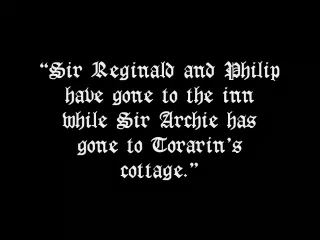 “Sir Reginald and Philip
have gone to the inn
while Sir Archie has
gone to Torarin’s
cottage.”